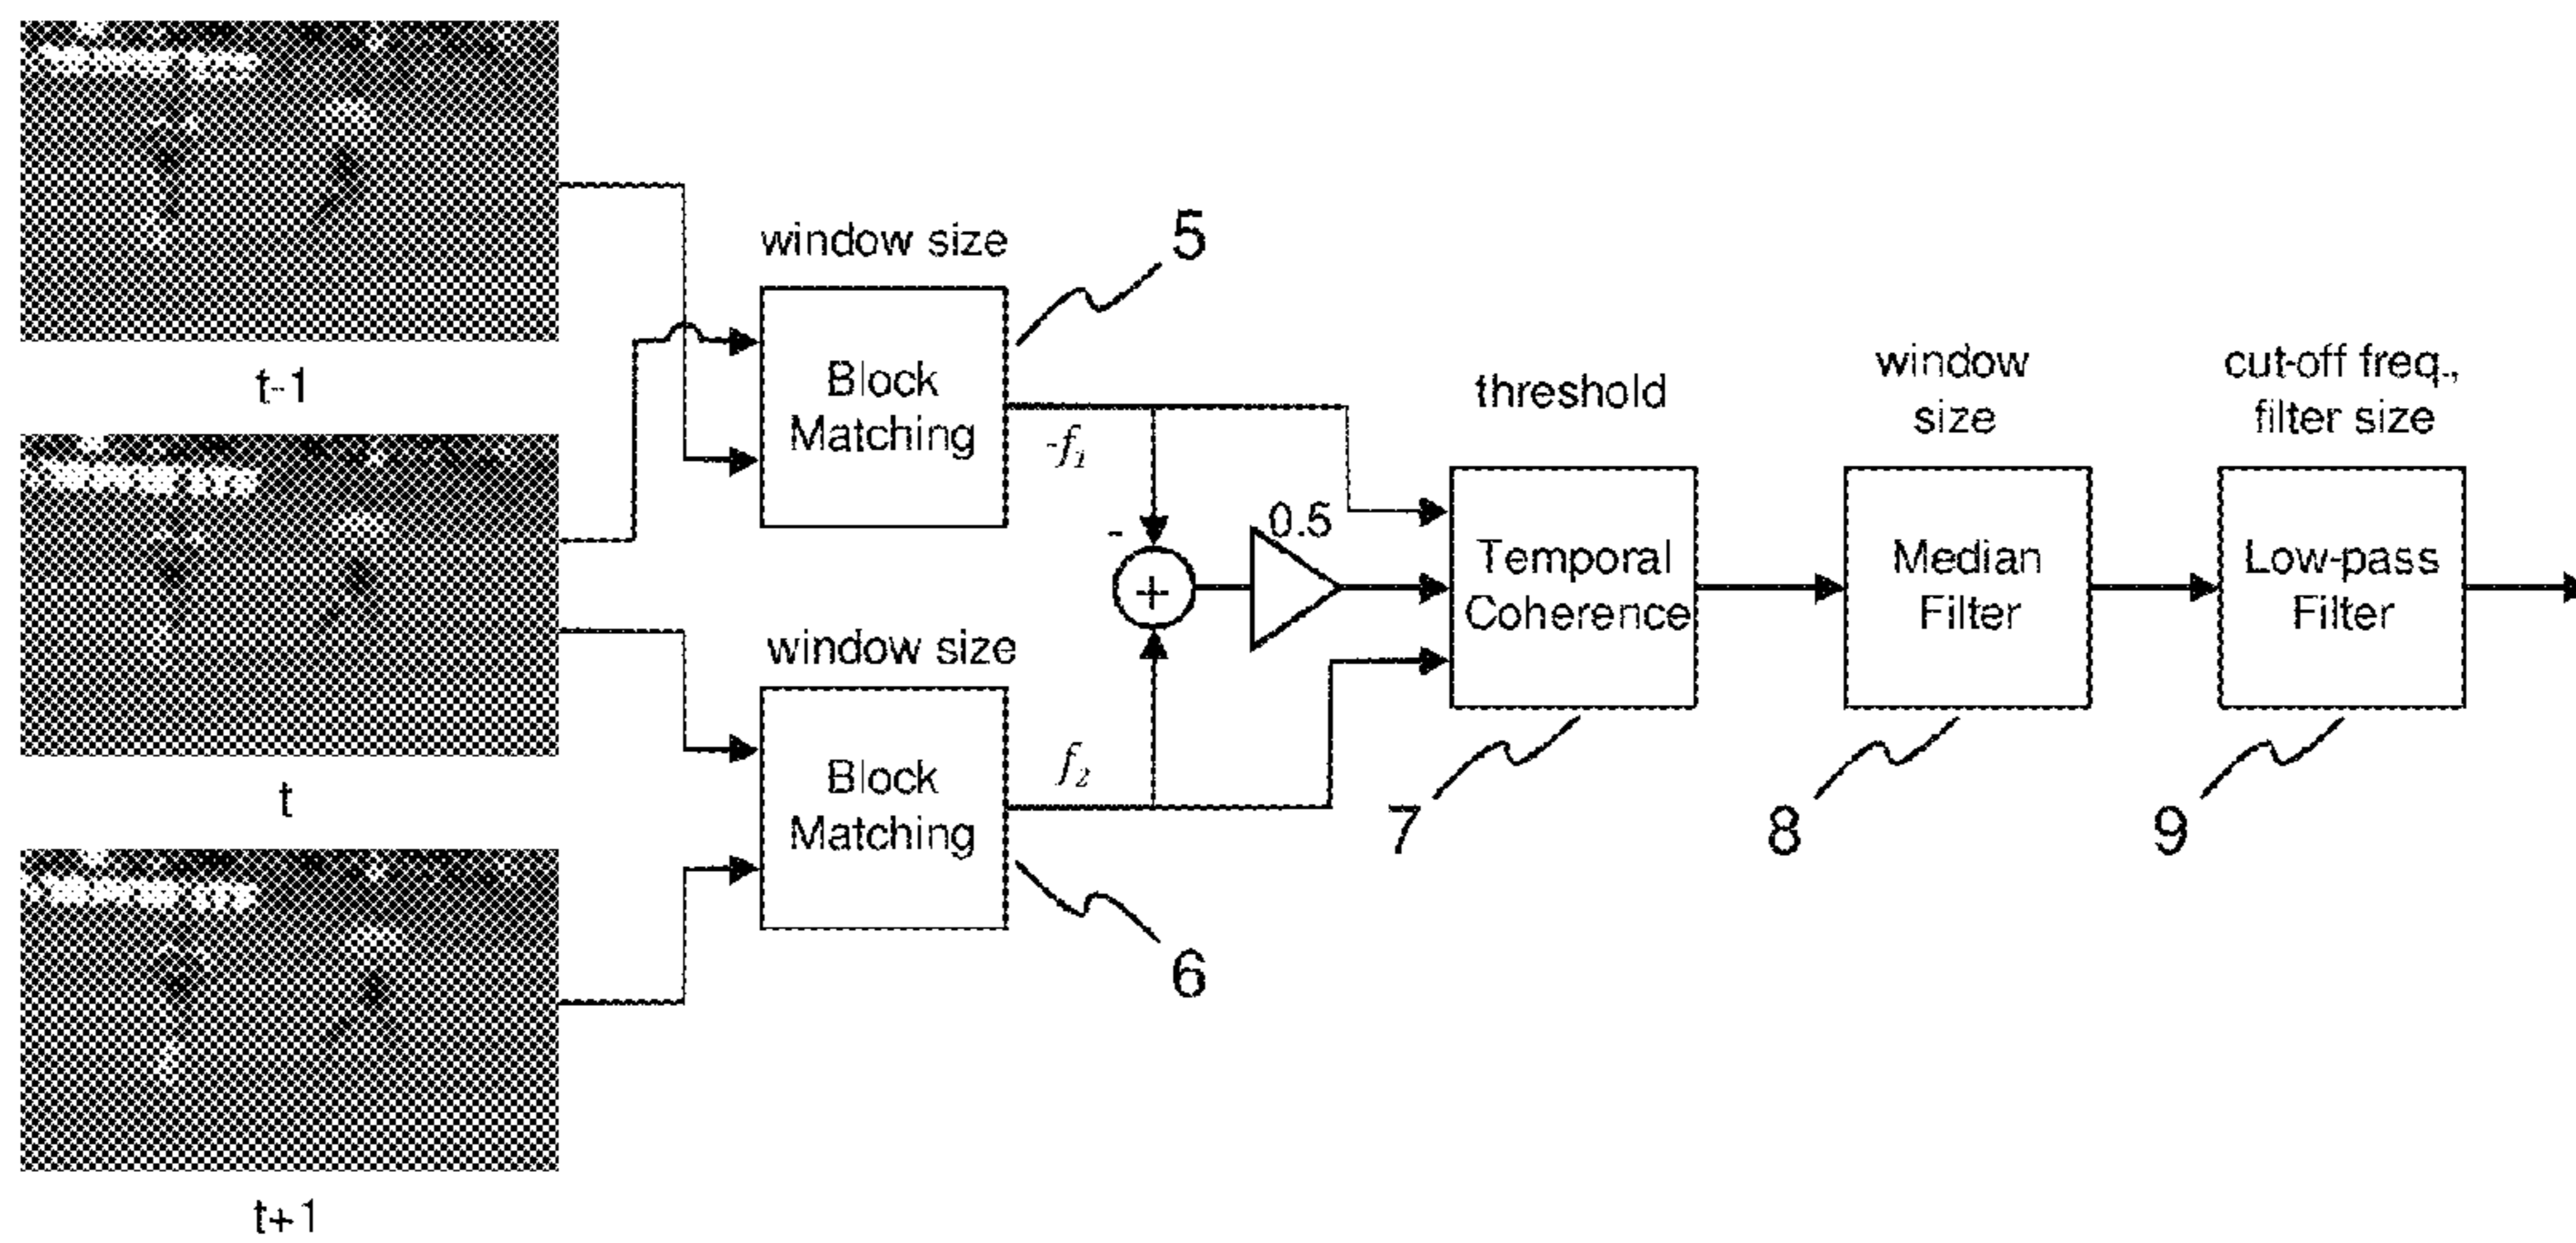 t-1
t
t+1
window size
5
Block
Matching
-f₁
window size
Block
Matching
f₂
6
-
+
0.5
threshold
Temporal
Coherence
7
window
size
Median
Filter
8
cut-off freq.,
filter size
Low-pass
Filter
9